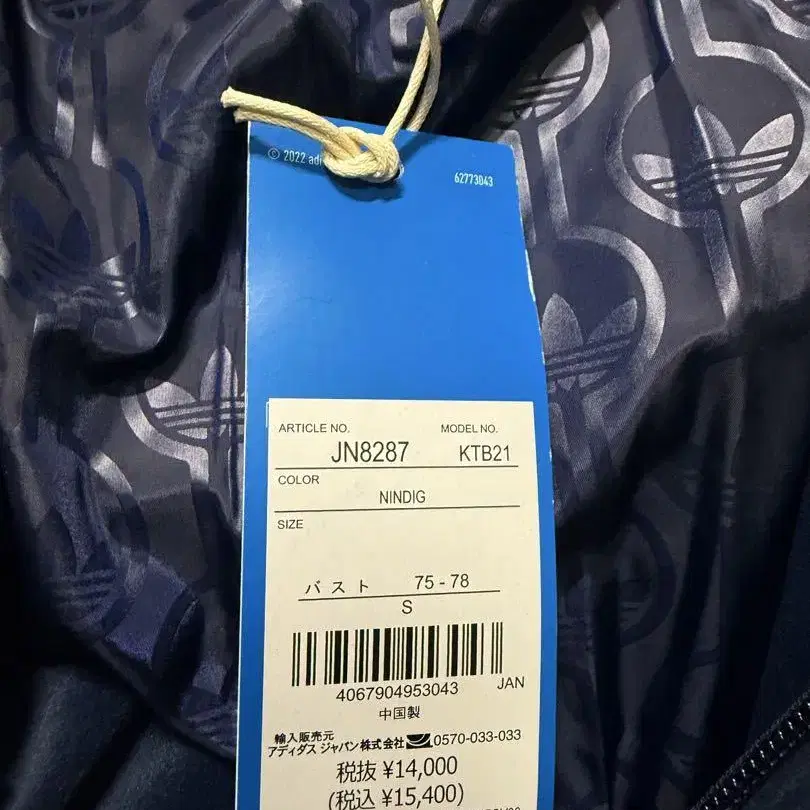 © 2022 adi
62773043
ARTICLE NO. MODEL NO.
JN8287 KTB21
COLOR
NINDIG
SIZE
バスト 75 - 78
S
4067904953043 JAN
中国製
輸入販売元
アディダス ジャパン株式会社 0570-033-033
税抜 ¥14,000
(税込 ¥15,400)